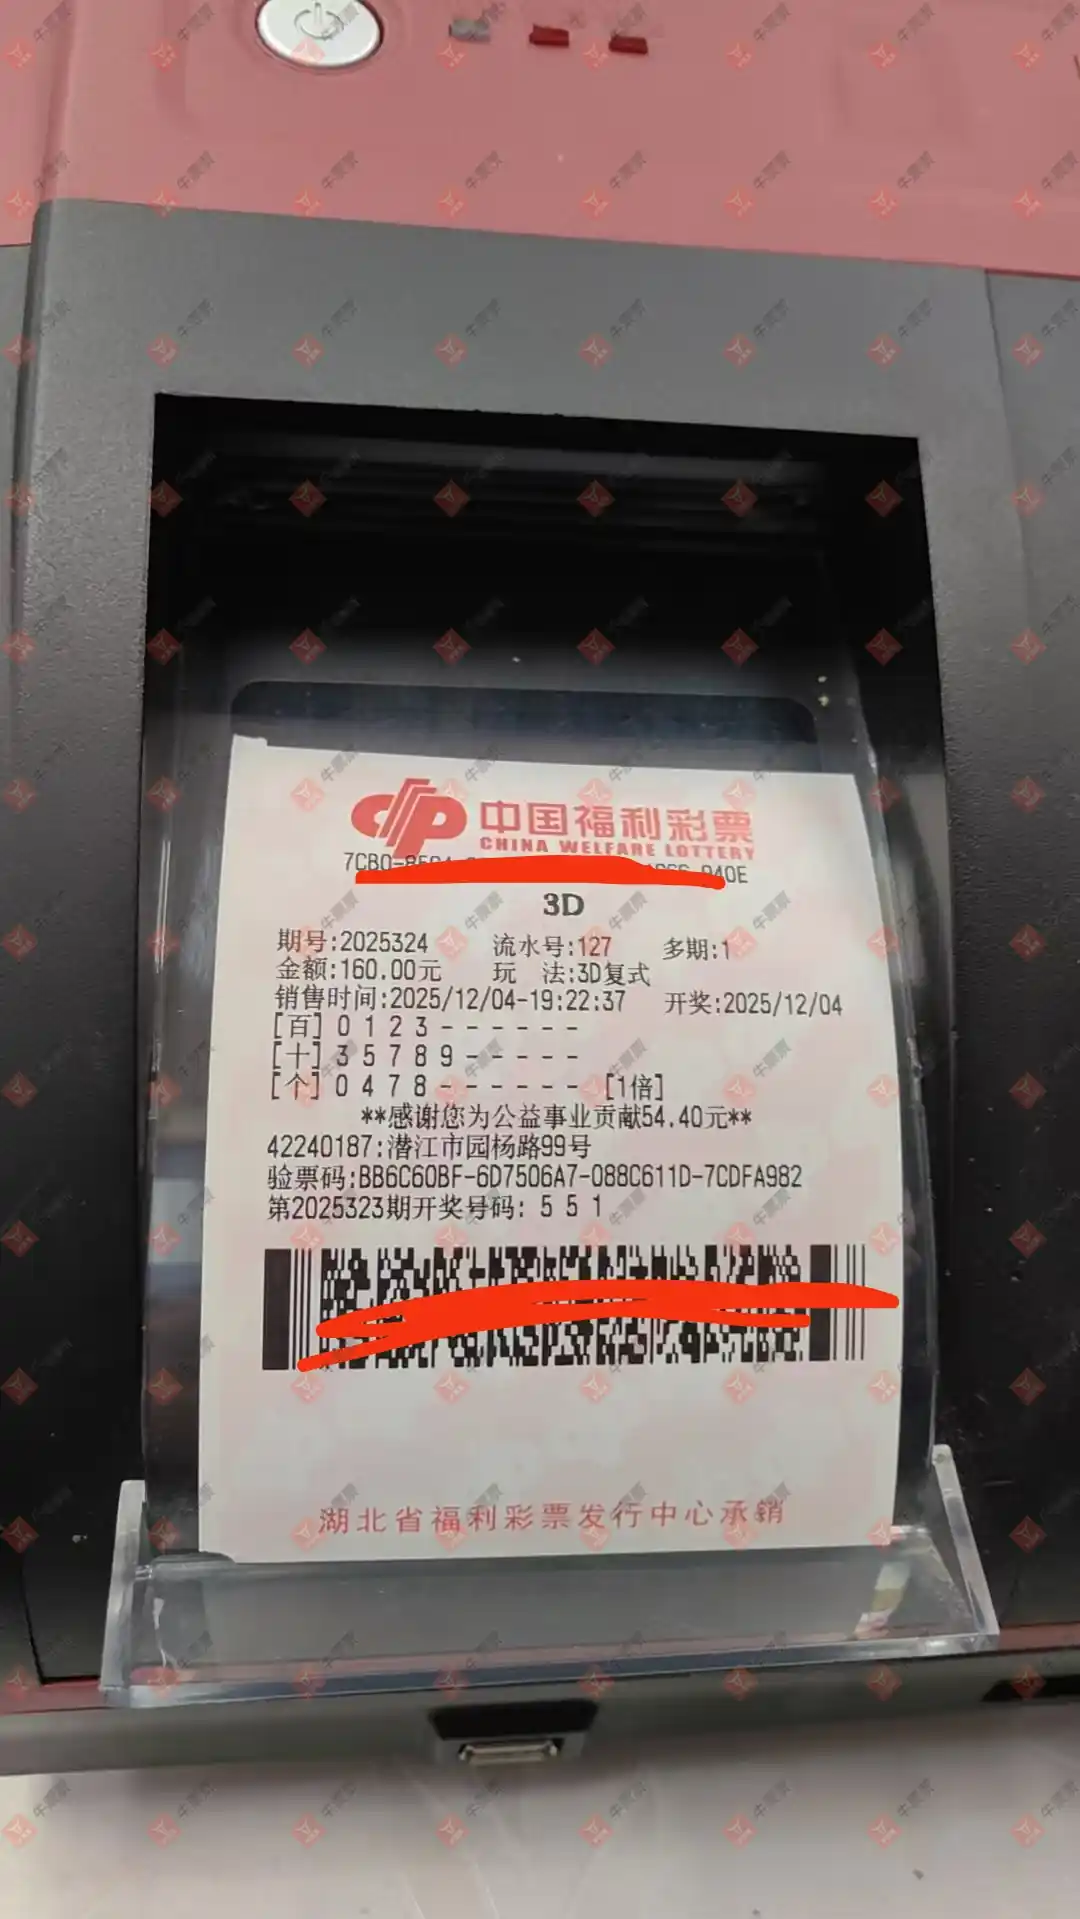 中国福利彩票
CHINA WELFARE LOTTERY
3D
期号:2025324 流水号:127 多期:1
金额:160.00元 玩 法:3D复式
销售时间:2025/12/04-19:22:37 开奖:2025/12/04
[百] 0 1 2 3 - - - - - -
[十] 3 5 7 8 9 - - - - -
[个] 0 4 7 8 - - - - - - [1倍]
**感谢您为公益事业贡献54.40元**
42240187:潜江市园杨路99号
验票码:BB6C60BF-6D7506A7-088C611D-7CDFA982
第2025323期开奖号码: 5 5 1
湖北省福利彩票发行中心承销